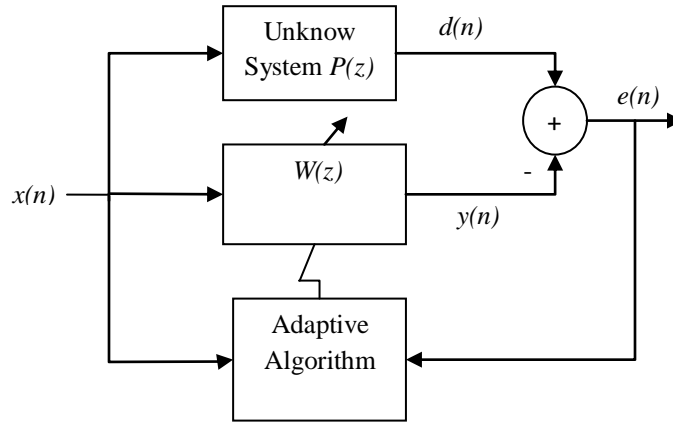 Unknow
System P(z)
d(n)
e(n)
+
-
W(z)
x(n)
y(n)
Adaptive
Algorithm